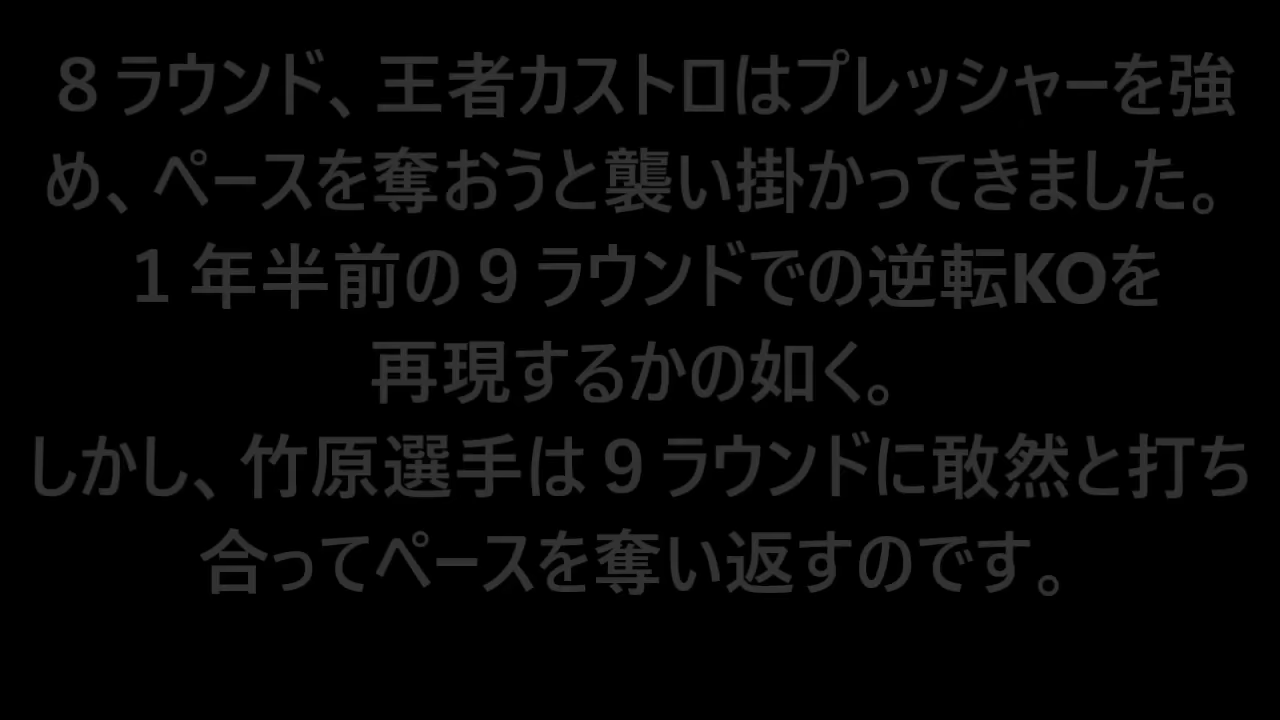 ８ラウンド、王者カストロはプレッシャーを強
め、ペースを奪おうと襲い掛かってきました。
１年半前の９ラウンドでの逆転KOを
再現するかの如く。
しかし、竹原選手は９ラウンドに敢然と打ち
合ってペースを奪い返すのです。